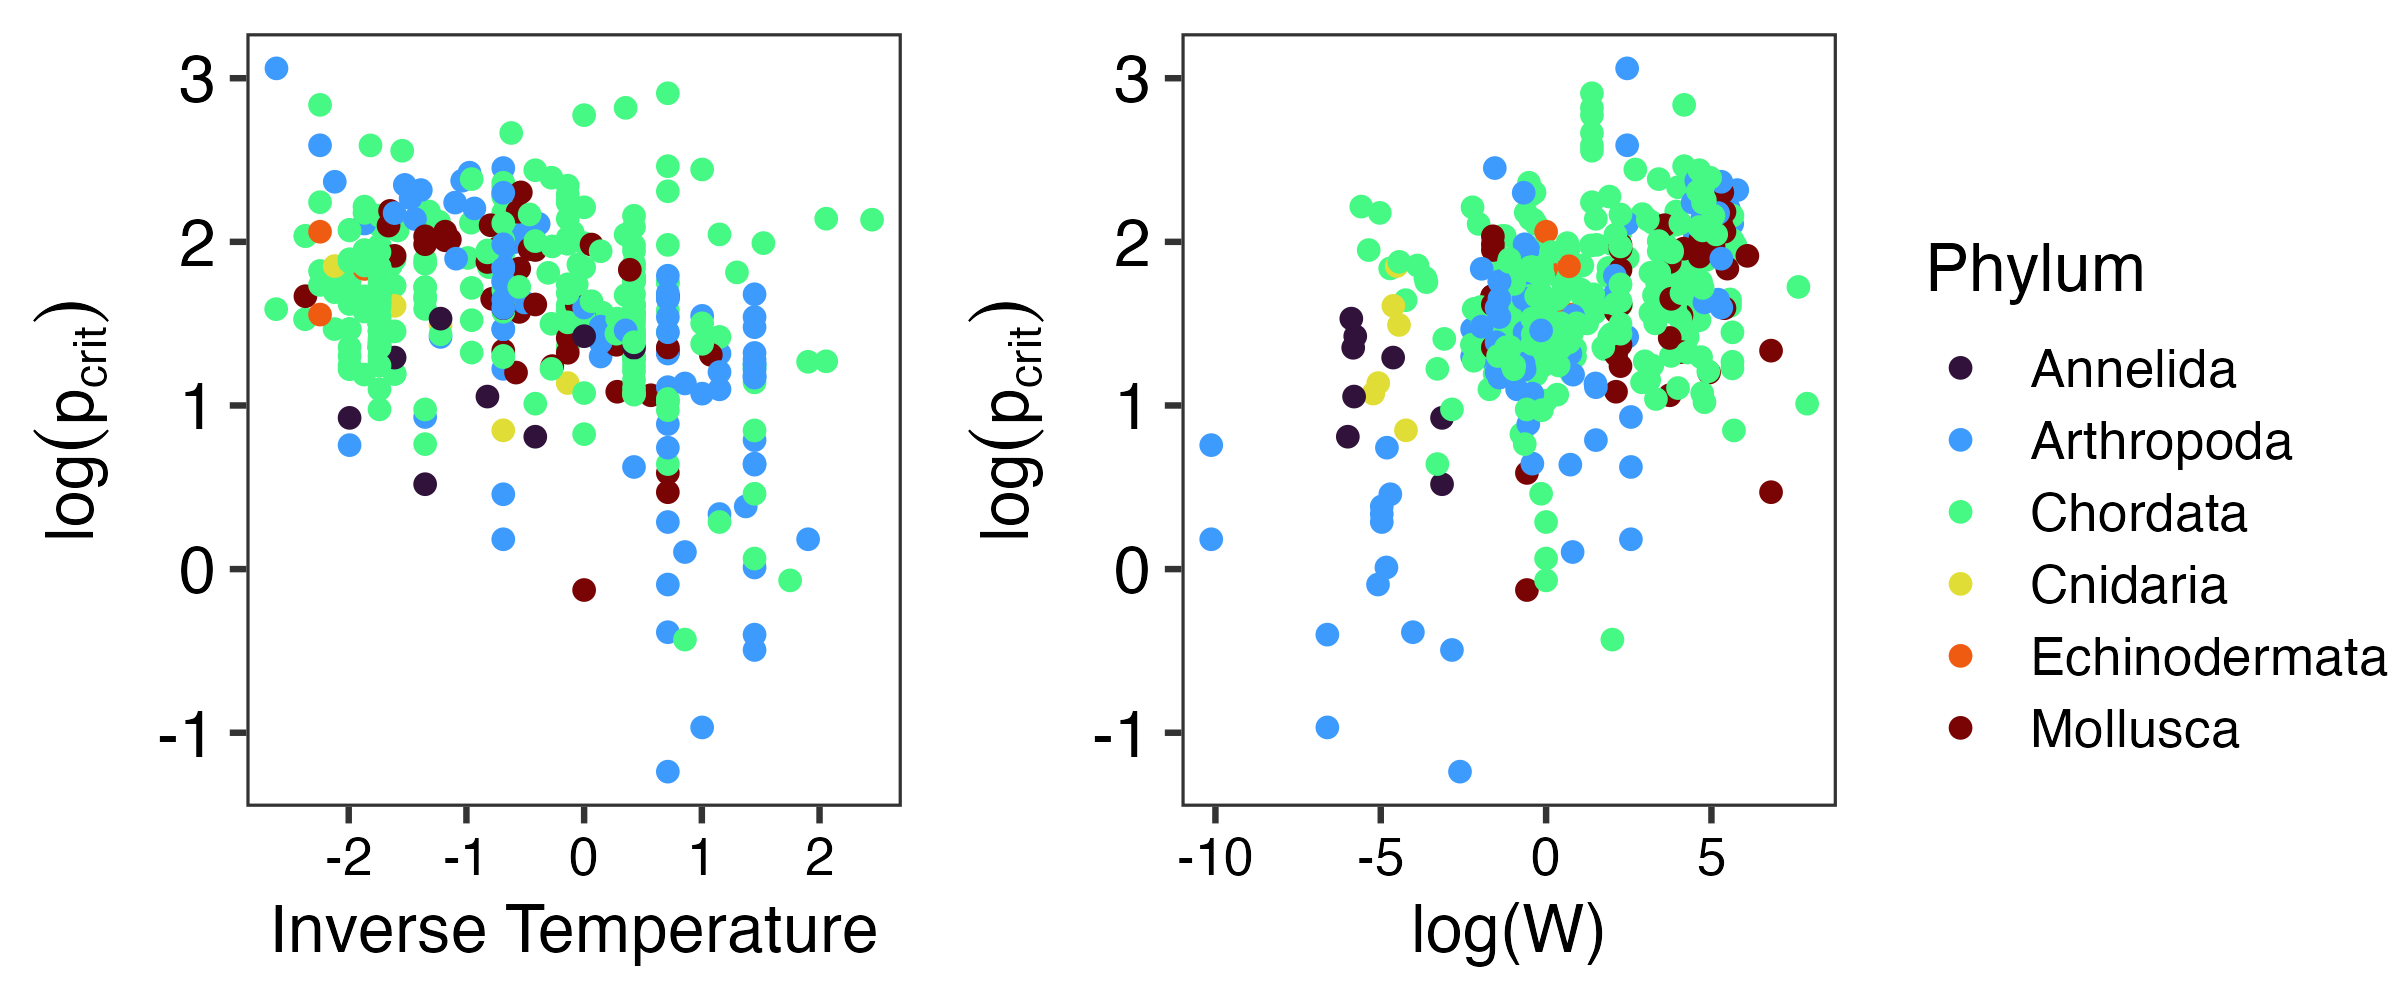 log(pcrit)
3
2
1
0
-1
-2 -1 0 1 2
Inverse Temperature
log(pcrit)
3
2
1
0
-1
-10 -5 0 5
log(W)
Phylum
Annelida
Arthropoda
Chordata
Cnidaria
Echinodermata
Mollusca